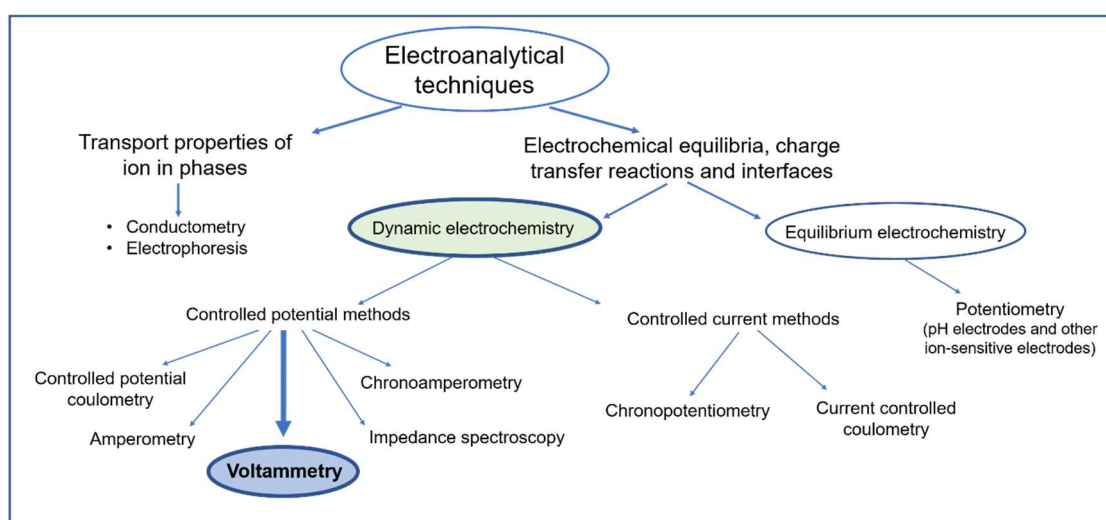 Electroanalytical
techniques
Transport properties of
ion in phases
Electrochemical equilibria, charge
transfer reactions and interfaces
• Conductometry
• Electrophoresis
Dynamic electrochemistry
Equilibrium electrochemistry
Controlled potential methods
Controlled current methods
Potentiometry
(pH electrodes and other
ion-sensitive electrodes)
Controlled potential
coulometry
Chronoamperometry
Chronopotentiometry
Current controlled
coulometry
Amperometry
Impedance spectroscopy
Voltammetry